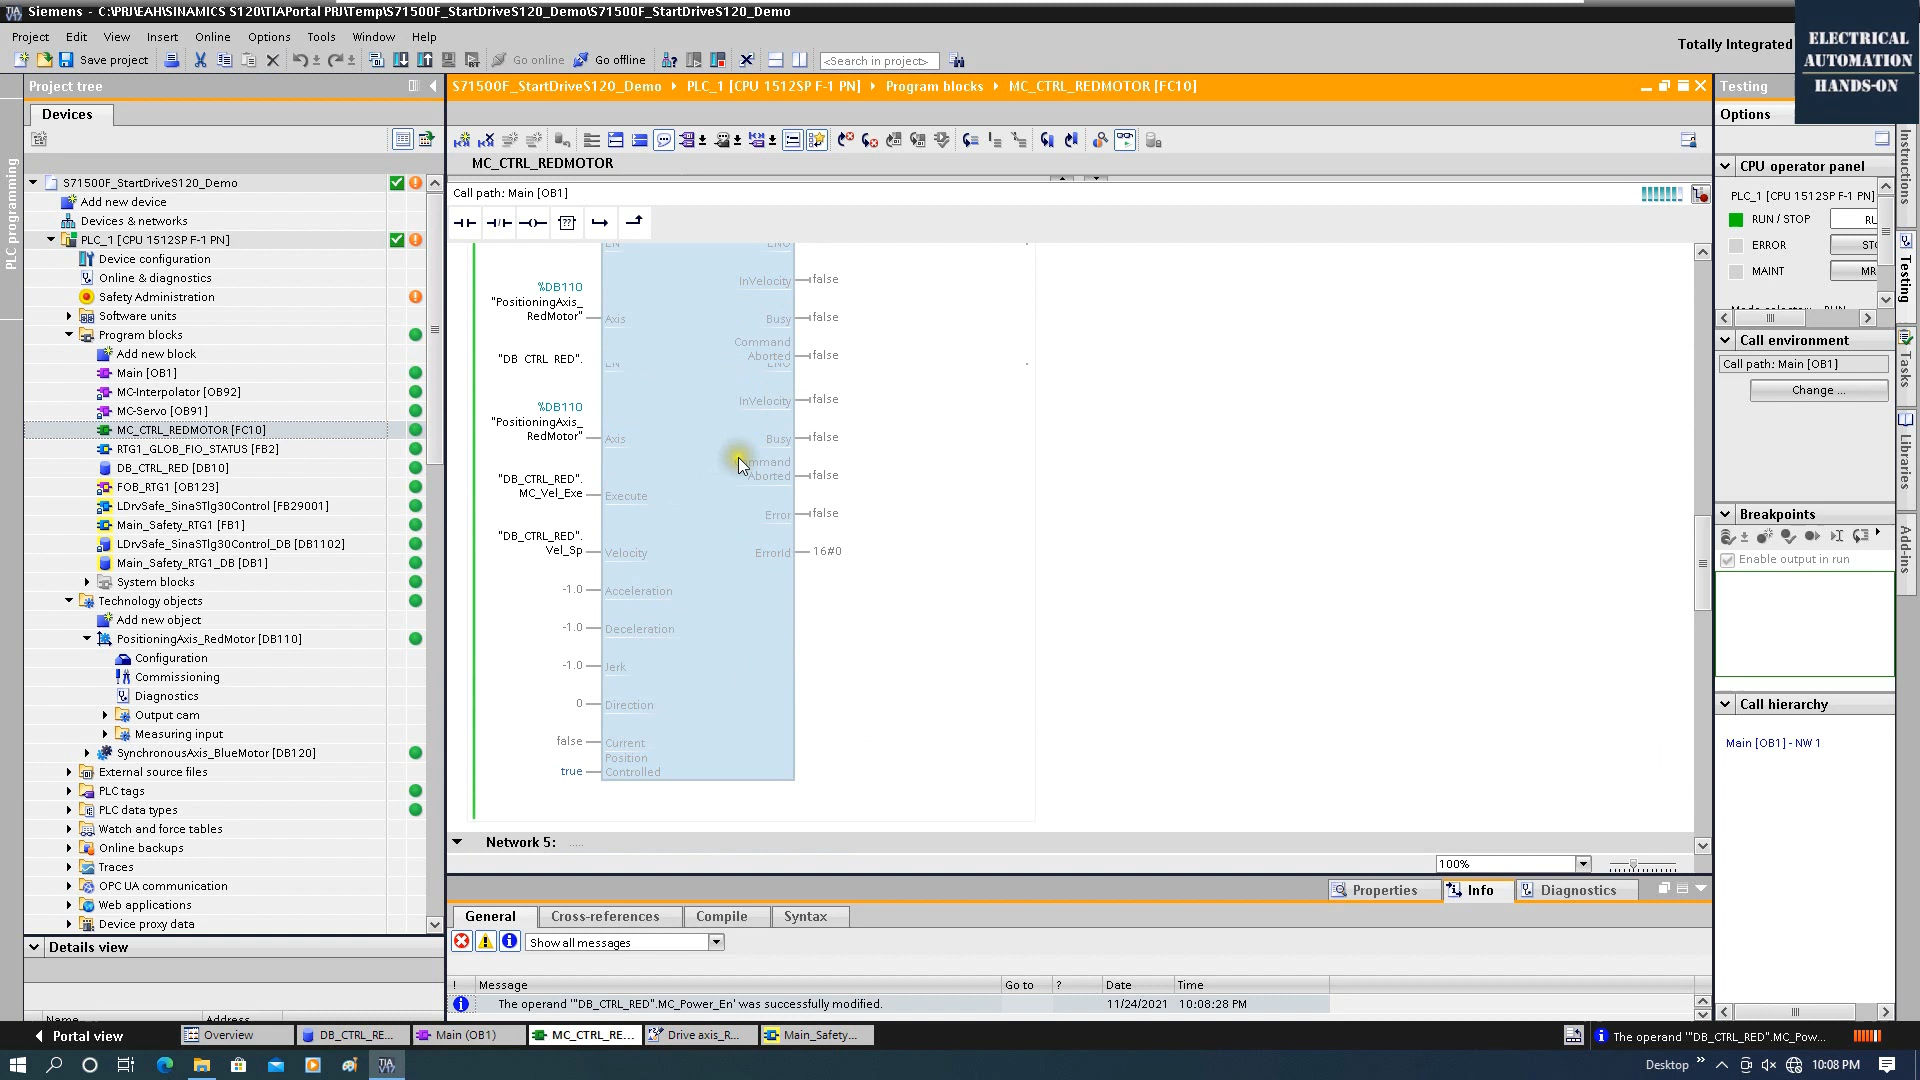 Siemens - C:\PRJ\EAH\SINAMICS S120\TIAPortal PRJ\Temp\S71500F_StartDriveS120_Demo\S71500F_StartDriveS120_Demo
Project Edit View Insert Online Options Tools Window Help
Totally Integrated
ELECTRICAL
AUTOMATION
HANDS-ON
Save project
Go online
Go offline
<Search in project>
Project tree
S71500F_StartDriveS120_Demo PLC_1 [CPU 1512SP F-1 PN] Program blocks MC_CTRL_REDMOTOR [FC10]
Testing
Devices
Options
PLC programming
MC_CTRL_REDMOTOR
Call path: Main [OB1]
S71500F_StartDriveS120_Demo
Add new device
Devices & networks
PLC_1 [CPU 1512SP F-1 PN]
Device configuration
Online & diagnostics
Safety Administration
Software units
Program blocks
Add new block
Main [OB1]
MC-Interpolator [OB92]
MC-Servo [OB91]
MC_CTRL_REDMOTOR [FC10]
RTG1_GLOB_FIO_STATUS [FB2]
DB_CTRL_RED [DB10]
FOB_RTG1 [OB123]
LDrvSafe_SinaSTlg30Control [FB29001]
Main_Safety_RTG1 [FB1]
LDrvSafe_SinaSTlg30Control_DB [DB1102]
Main_Safety_RTG1_DB [DB1]
System blocks
Technology objects
Add new object
PositioningAxis_RedMotor [DB110]
Configuration
Commissioning
Diagnostics
Output cam
Measuring input
SynchronousAxis_BlueMotor [DB120]
External source files
PLC tags
PLC data types
Watch and force tables
Online backups
Traces
OPC UA communication
Web applications
Device proxy data
Details view
Name Address
EN ENO
InVelocity false
%DB110
"PositioningAxis_
RedMotor" Axis
Busy false
Command
Aborted false
"DB_CTRL_RED".
EN ENO
InVelocity false
%DB110
"PositioningAxis_
RedMotor" Axis
Busy false
mmand
Aborted false
"DB_CTRL_RED".
MC_Vel_Exe Execute
Error false
"DB_CTRL_RED".
Vel_Sp Velocity
ErrorId 16#0
-1.0 Acceleration
-1.0 Deceleration
-1.0 Jerk
0 Direction
false Current
Position
true Controlled
Network 5: .....
100%
Properties Info Diagnostics
General Cross-references Compile Syntax
Show all messages
! Message Go to ? Date Time
The operand '"DB_CTRL_RED".MC_Power_En' was successfully modified. 11/24/2021 10:08:28 PM
CPU operator panel
PLC_1 [CPU 1512SP F-1 PN]
RUN / STOP
RL
ERROR
STO
MAINT
MR
Call environment
Call path: Main [OB1]
Change ...
Breakpoints
Enable output in run
Call hierarchy
Main [OB1] - NW 1
Instructions
Testing
Tasks
Libraries
Add-ins
Portal view
Overview
DB_CTRL_RE...
Main (OB1)
MC_CTRL_RE...
Drive axis_R...
Main_Safety...
The operand '"DB_CTRL_RED".MC_Pow...
Desktop
10:08 PM